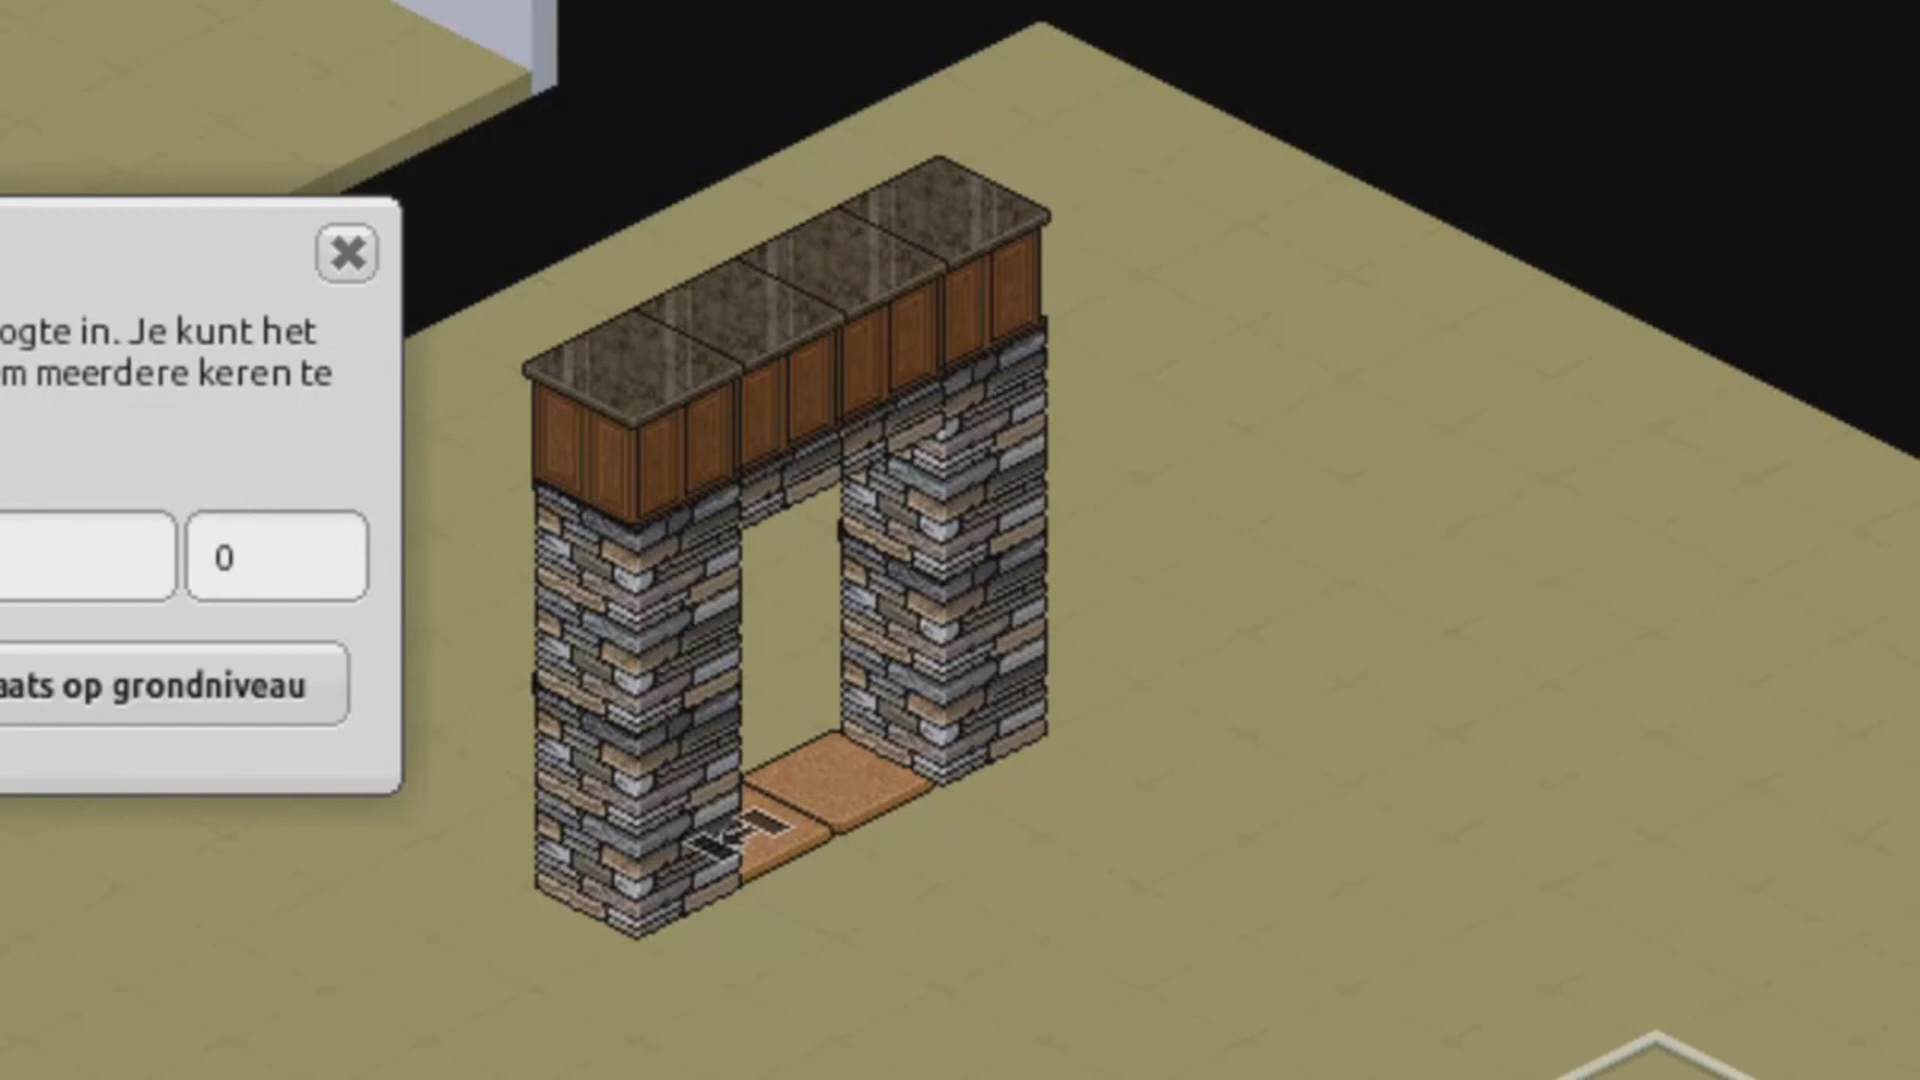 ogte in. Je kunt het
m meerdere keren te
0
aats op grondniveau